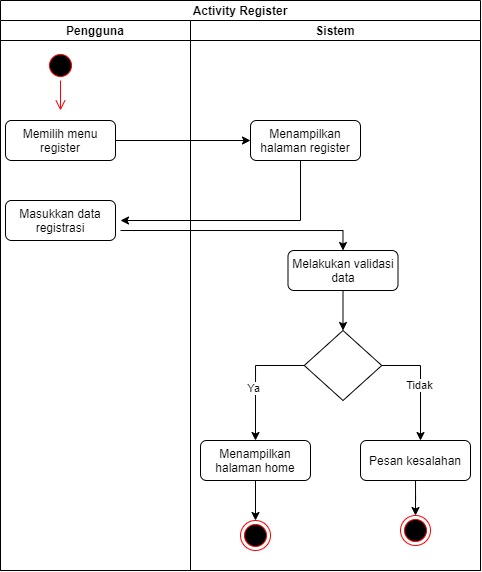 Activity Register
Pengguna
Sistem
Memilih menu
register
Menampilkan
halaman register
Masukkan data
registrasi
Melakukan validasi
data
Ya
Tidak
Menampilkan
halaman home
Pesan kesalahan